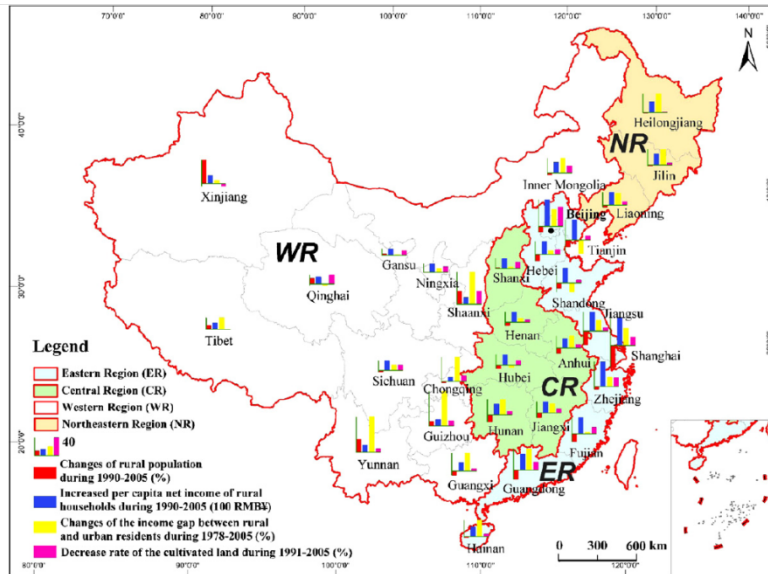 70°0'0"
80°0'0"
90°0'0"
100°0'0"
110°0'0"
120°0'0"
130°0'0"
140°0'0"
N
40°0'0"
30°0'0"
20°0'0"
Heilongjiang
NR
Jilin
Inner Mongolia
Liaoning
Beijing
Xinjiang
Tianjin
WR
Gansu
Hebei
Shanxi
Ningxia
Qinghai
Shandong
Shaanxi
Jiangsu
Henan
Tibet
Anhui
Shanghai
Hubei
Sichuan
Chongqing
CR
Zhejiang
Hunan
Jiangxi
Guizhou
Fujian
Yunnan
ER
Guangxi
Guangdong
Hainan
Legend
Eastern Region (ER)
Central Region (CR)
Western Region (WR)
Northeastern Region (NR)
40
Changes of rural population
during 1990-2005 (%)
Increased per capita net income of rural
households during 1990-2005 (100 RMB¥)
Changes of the income gap between rural
and urban residents during 1978-2005 (%)
Decrease rate of the cultivated land during 1991-2005 (%)
0 300 600 km
80°0'0"
90°0'0"
100°0'0"
110°0'0"
120°0'0"